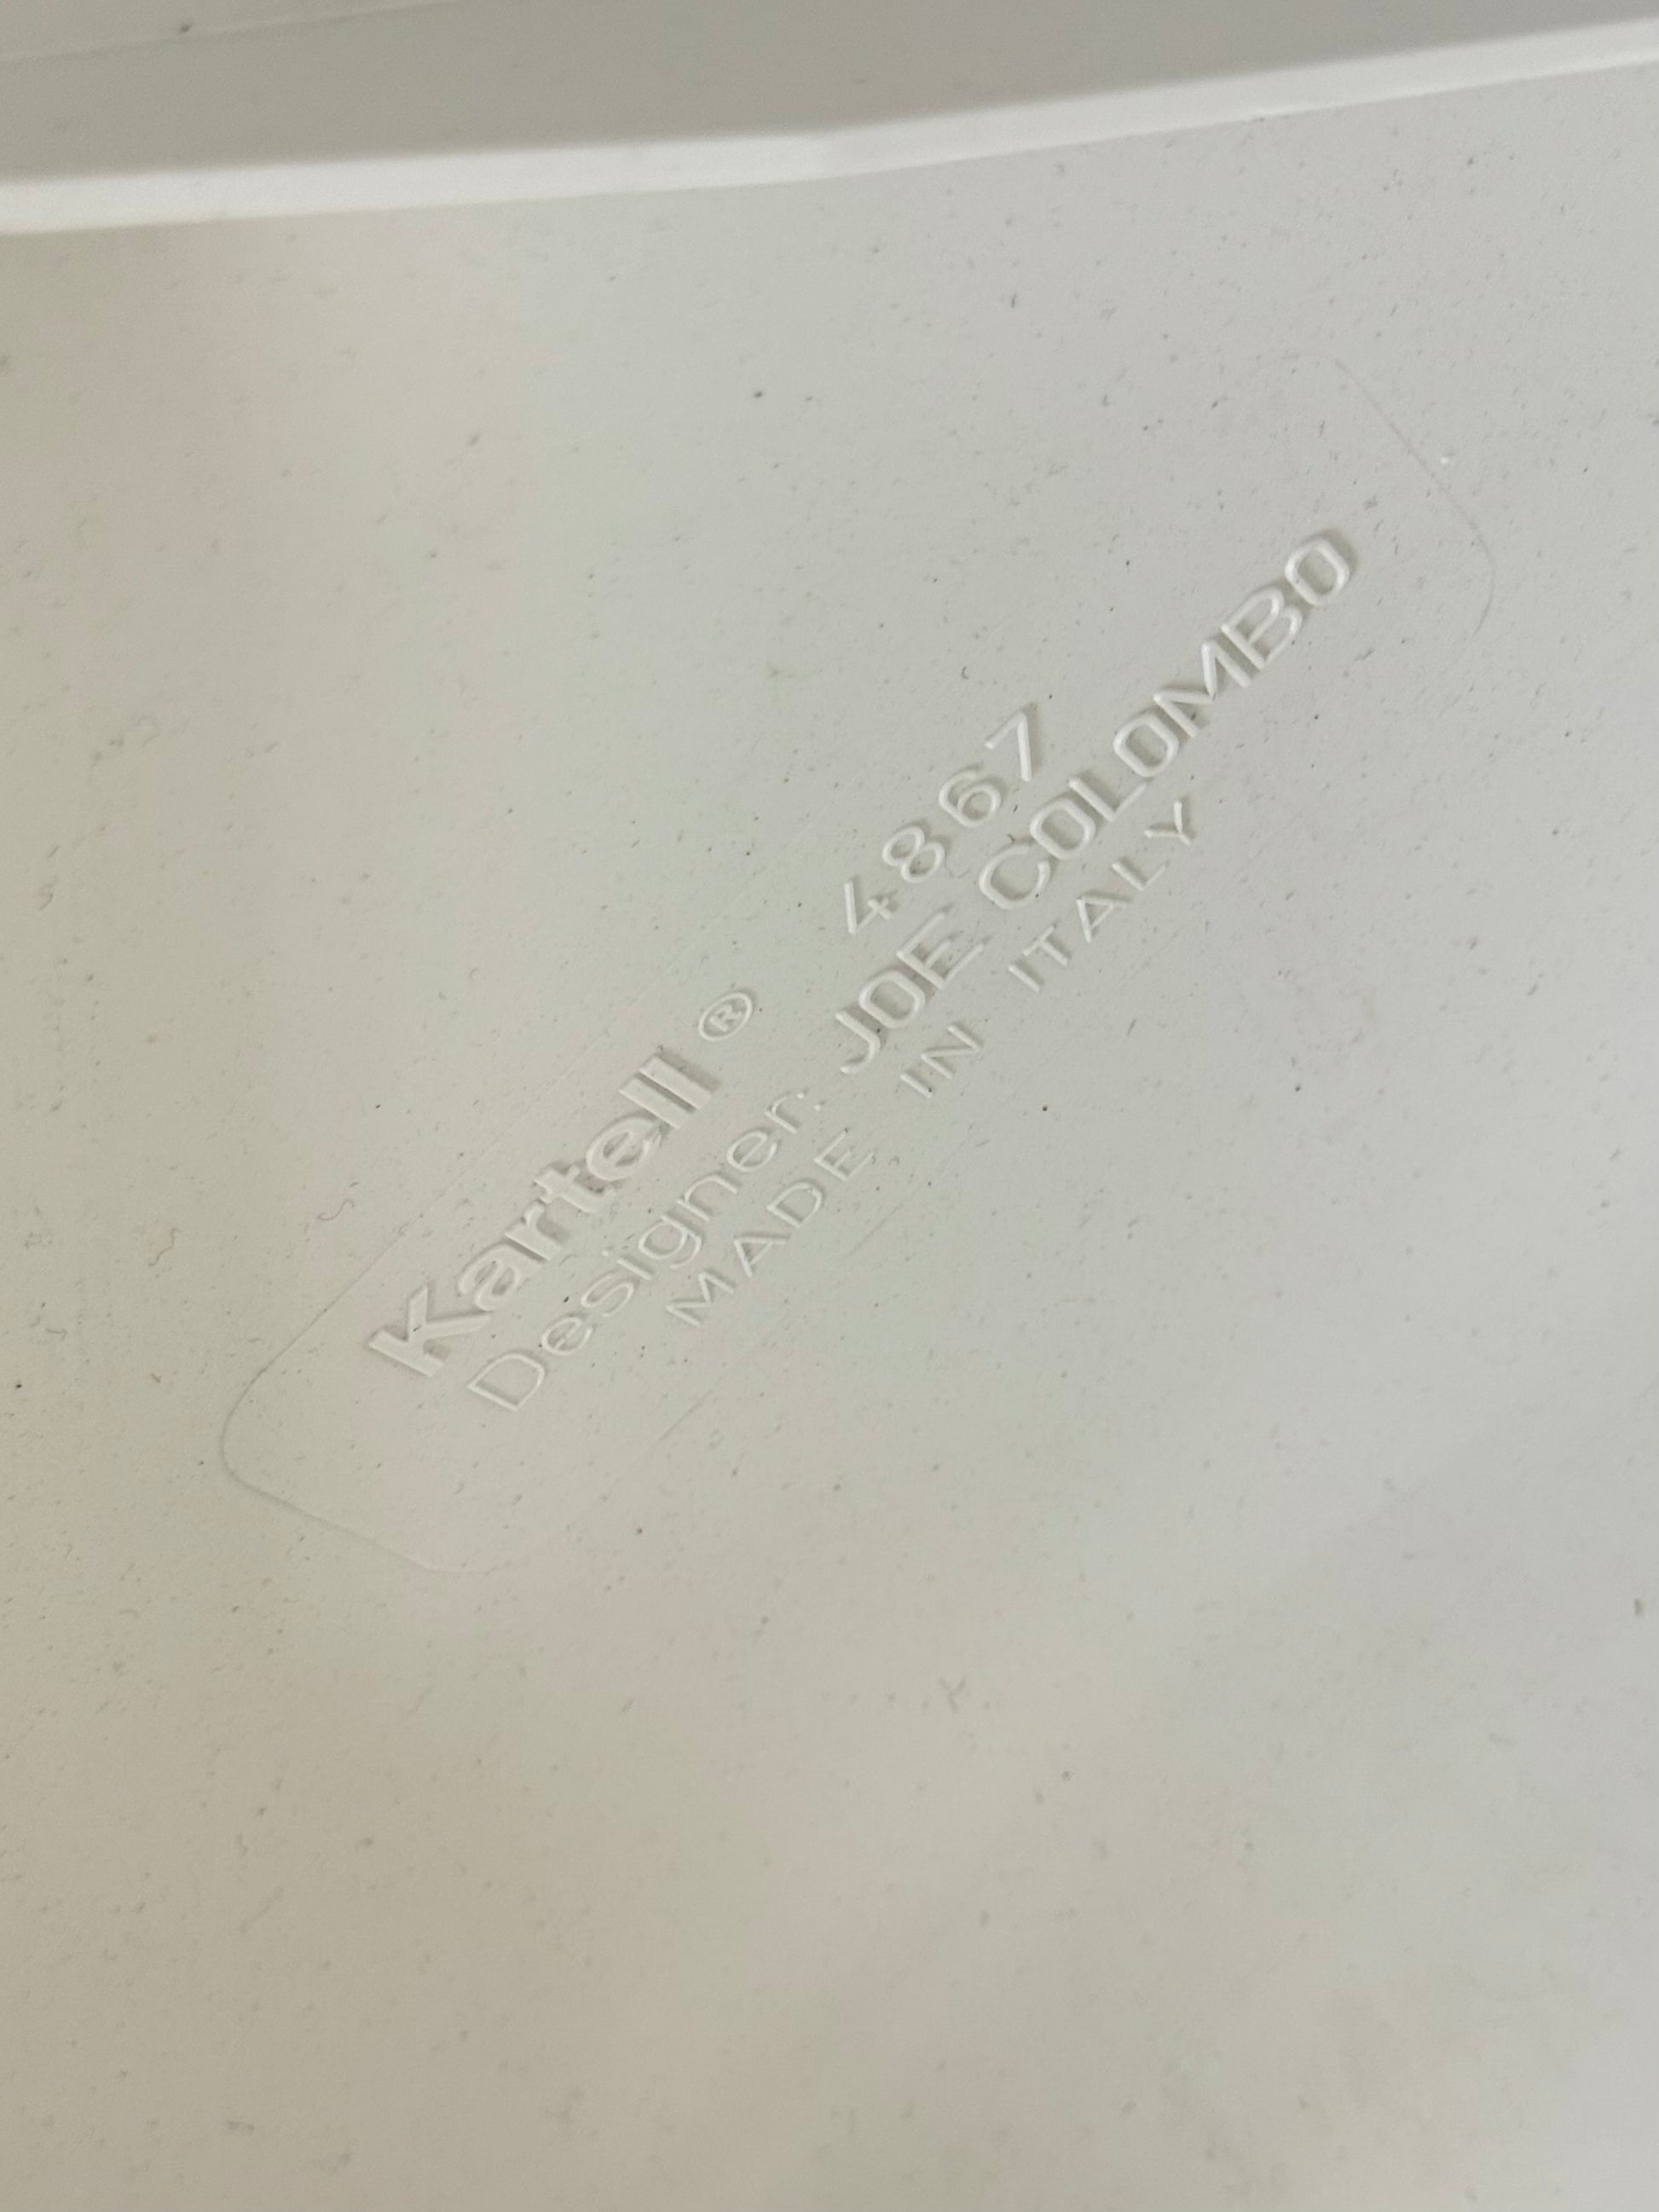 Kartell ® 4867
Designer: JOE COLOMBO
MADE IN ITALY